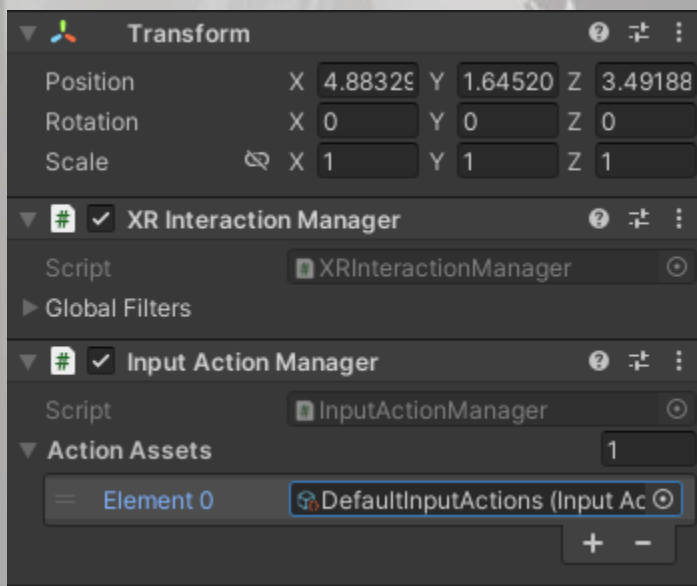 Transform
Position X 4.88329 Y 1.64520 Z 3.49188
Rotation X 0 Y 0 Z 0
Scale X 1 Y 1 Z 1
# XR Interaction Manager
Script # XRInteractionManager
Global Filters
# Input Action Manager
Script # InputActionManager
Action Assets 1
Element 0 DefaultInputActions (Input Ac